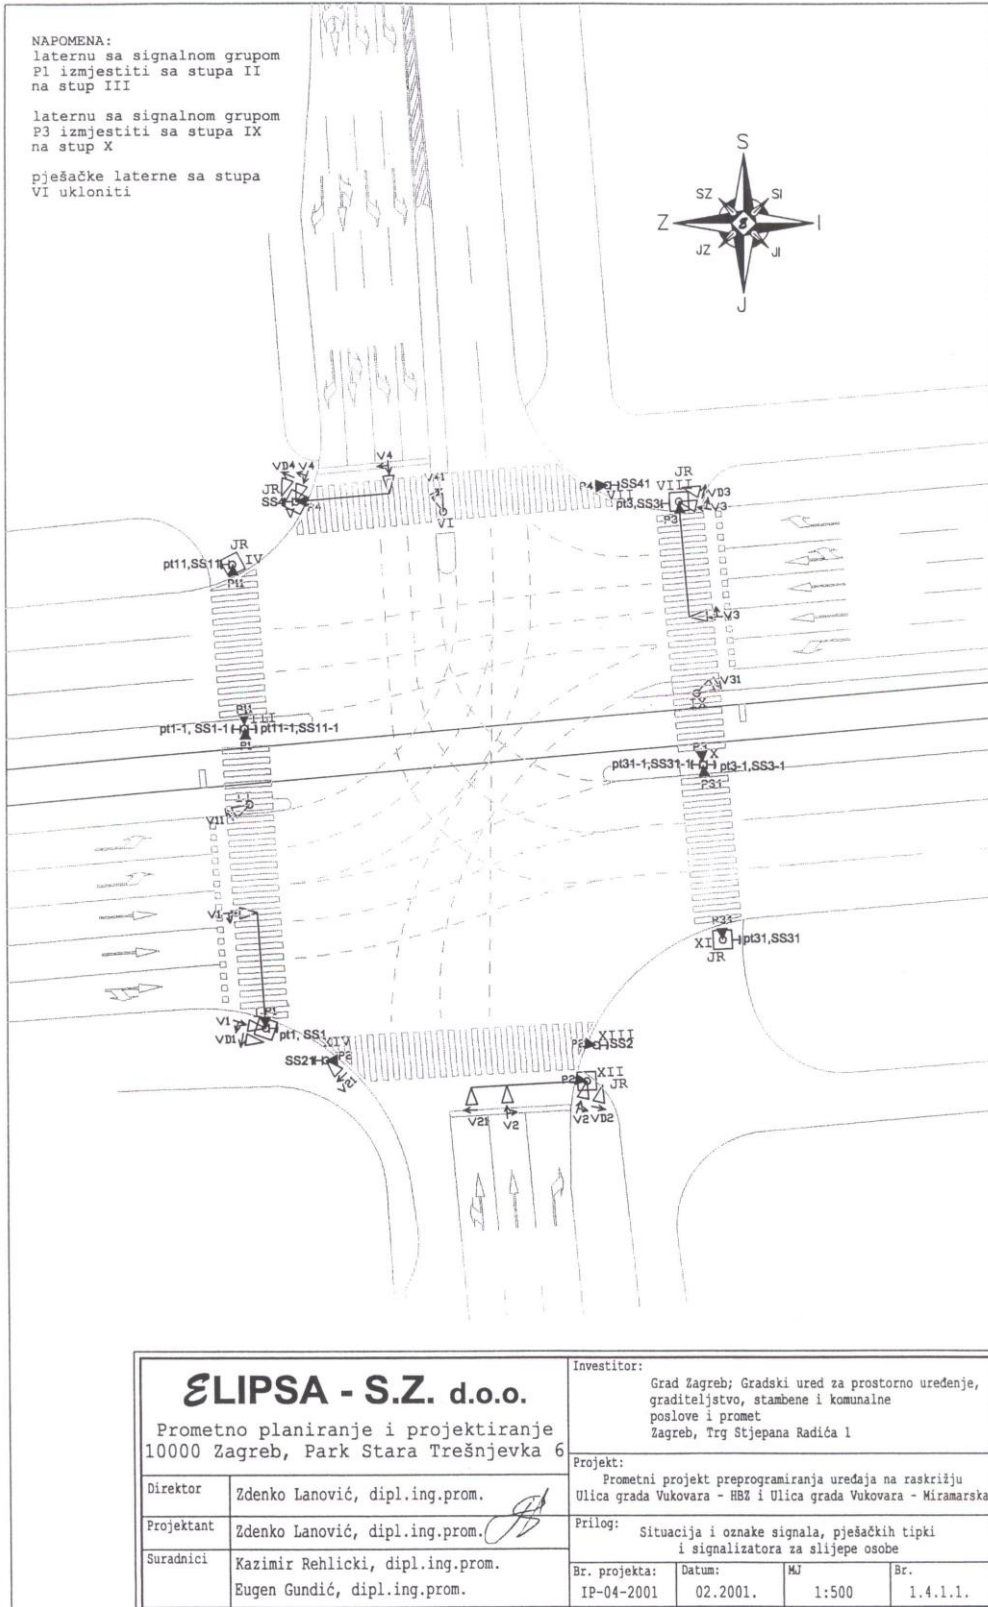 NAPOMENA:
laternu sa signalnom grupom
P1 izmjestiti sa stupa II
na stup III
laternu sa signalnom grupom
P3 izmjestiti sa stupa IX
na stup X
pješačke laterne sa stupa
VI ukloniti
S
SZ
SI
Z
I
JZ
JI
J
VD4
V4
V4
JR
SS4
P4
V41
VI
P4
SS41
VII
JR
VIII
pt3,SS3
VD3
V3
P3
JR
IV
pt11,SS11
P11
V3
V31
IX
P11
III
pt1-1, SS1-1
pt11-1,SS11-1
P1
P3
X
pt31-1,SS31-1
pt3-1,SS3-1
P31
V11
V1
P31
XI
pt31,SS31
JR
P1
V1
VD1
pt1, SS1
XIV
SS21
P2
V21
XIII
P2
SS2
XII
P2
JR
V21
V2
V2
VD2
ELIPSA - S.Z. d.o.o.
Prometno planiranje i projektiranje
10000 Zagreb, Park Stara Trešnjevka 6
Direktor
Zdenko Lanović, dipl.ing.prom.
Projektant
Zdenko Lanović, dipl.ing.prom.
Suradnici
Kazimir Rehlicki, dipl.ing.prom.
Eugen Gundić, dipl.ing.prom.
Investitor:
Grad Zagreb; Gradski ured za prostorno uređenje,
graditeljstvo, stambene i komunalne
poslove i promet
Zagreb, Trg Stjepana Radića 1
Projekt:
Prometni projekt preprogramiranja uređaja na raskrižju
Ulica grada Vukovara - HBZ i Ulica grada Vukovara - Miramarska
Prilog:
Situacija i oznake signala, pješačkih tipki
i signalizatora za slijepe osobe
Br. projekta:
IP-04-2001
Datum:
02.2001.
MJ
1:500
Br.
1.4.1.1.